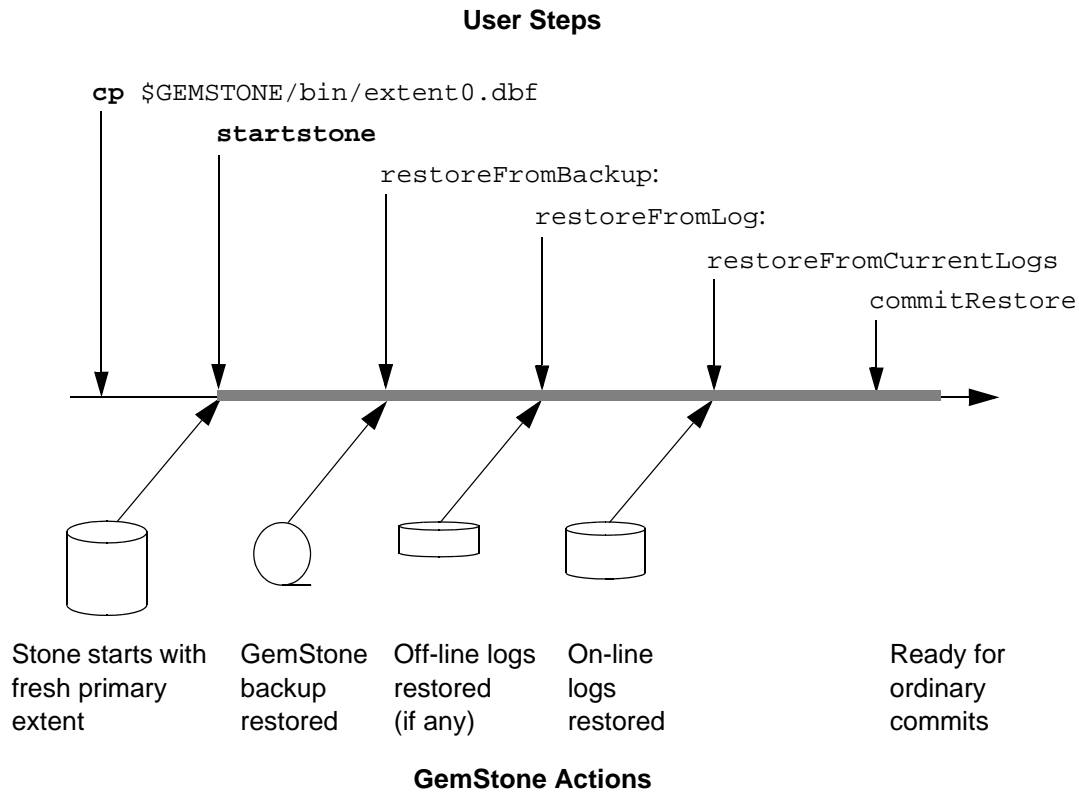 User Steps
cp $GEMSTONE/bin/extent0.dbf
startstone
restoreFromBackup:
restoreFromLog:
restoreFromCurrentLogs
commitRestore
Stone starts with
fresh primary
extent
GemStone
backup
restored
Off-line logs
restored
(if any)
On-line
logs
restored
Ready for
ordinary
commits
GemStone Actions